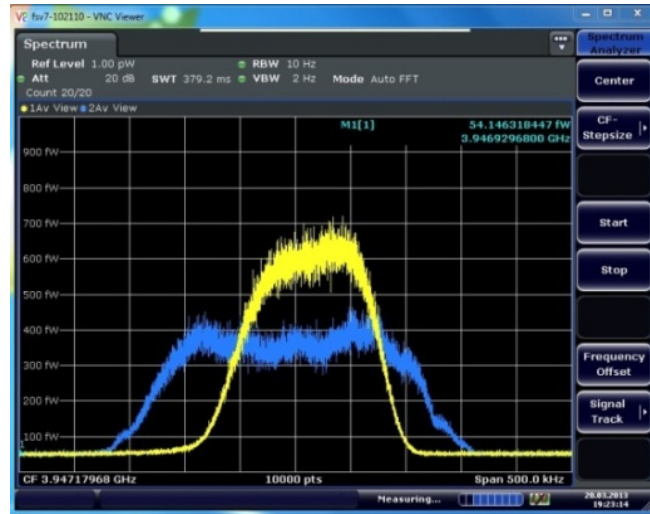 fsv7-102110 - VNC Viewer
Spectrum
Ref Level 1.00 pW
RBW 10 Hz
Att 20 dB SWT 379.2 ms VBW 2 Hz Mode Auto FFT
Count 20/20
1Av View 2Av View
M1[1] 54.146318447 fW
3.9469296800 GHz
900 fW
800 fW
700 fW
600 fW
500 fW
400 fW
300 fW
200 fW
100 fW
CF 3.94717968 GHz 10000 pts Span 500.0 kHz
Measuring...
20.03.2013
19:23:14
Spectrum
Analyzer
Center
CF-
Stepsize
Start
Stop
Frequency
Offset
Signal
Track